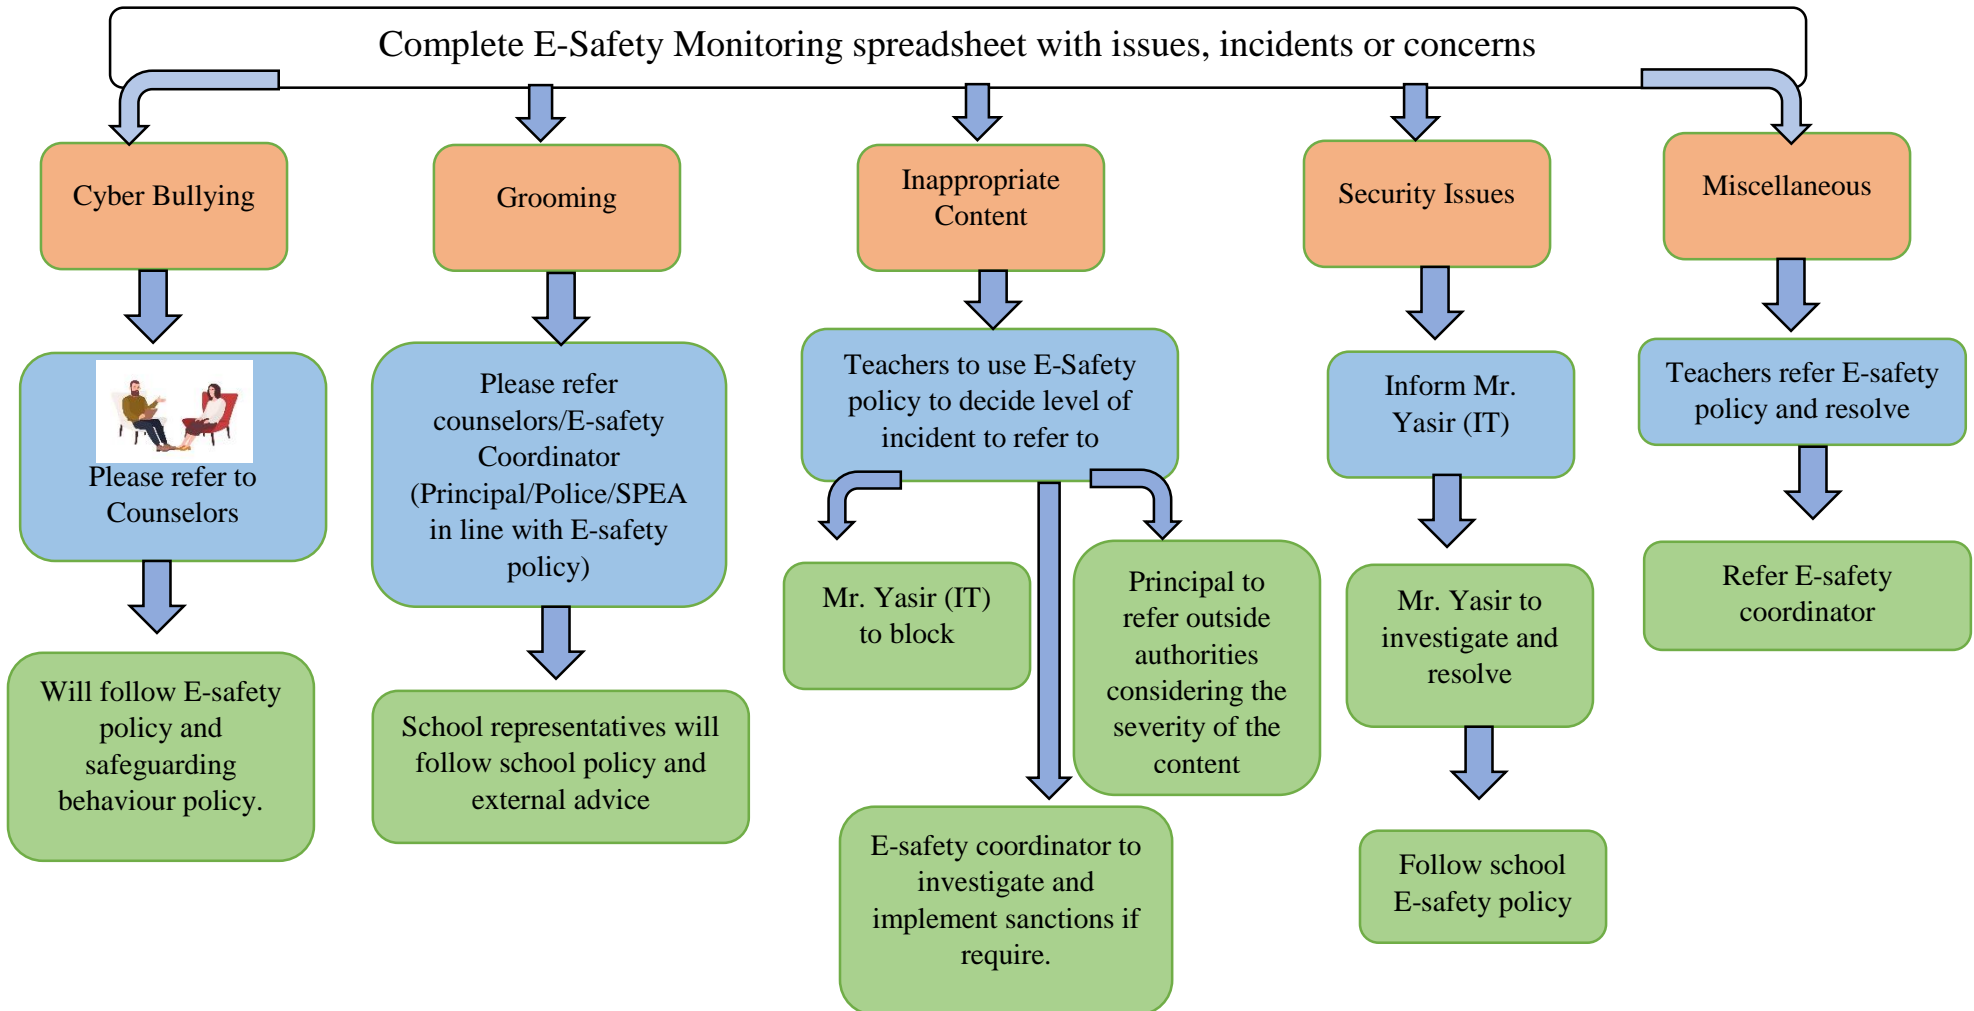 Complete E-Safety Monitoring spreadsheet with issues, incidents or concerns
Cyber Bullying
Grooming
Inappropriate
Content
Security Issues
Miscellaneous
Please refer to
Counselors
Please refer
counselors/E-safety
Coordinator
(Principal/Police/SPEA
in line with E-safety
policy)
Teachers to use E-Safety
policy to decide level of
incident to refer to
Inform Mr.
Yasir (IT)
Teachers refer E-safety
policy and resolve
Will follow E-safety
policy and
safeguarding
behaviour policy.
School representatives will
follow school policy and
external advice
Mr. Yasir (IT)
to block
Principal to
refer outside
authorities
considering the
severity of the
content
E-safety coordinator to
investigate and
implement sanctions if
require.
Mr. Yasir to
investigate and
resolve
Follow school
E-safety policy
Refer E-safety
coordinator